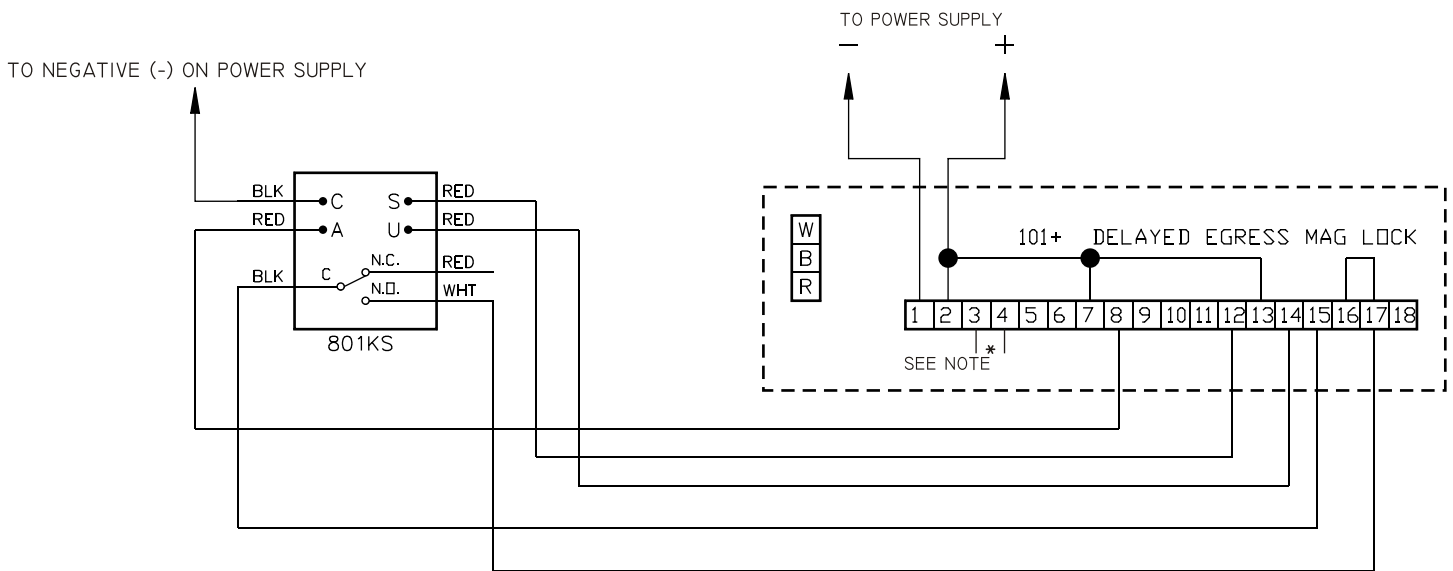 TO POWER SUPPLY
− +
TO NEGATIVE (-) ON POWER SUPPLY
BLK C S RED
RED A U RED
BLK C N.C. RED
N.O. WHT
801KS
W
B
R
101+ DELAYED EGRESS MAG LOCK
1 2 3 4 5 6 7 8 9 10 11 12 13 14 15 16 17 18
SEE NOTE *